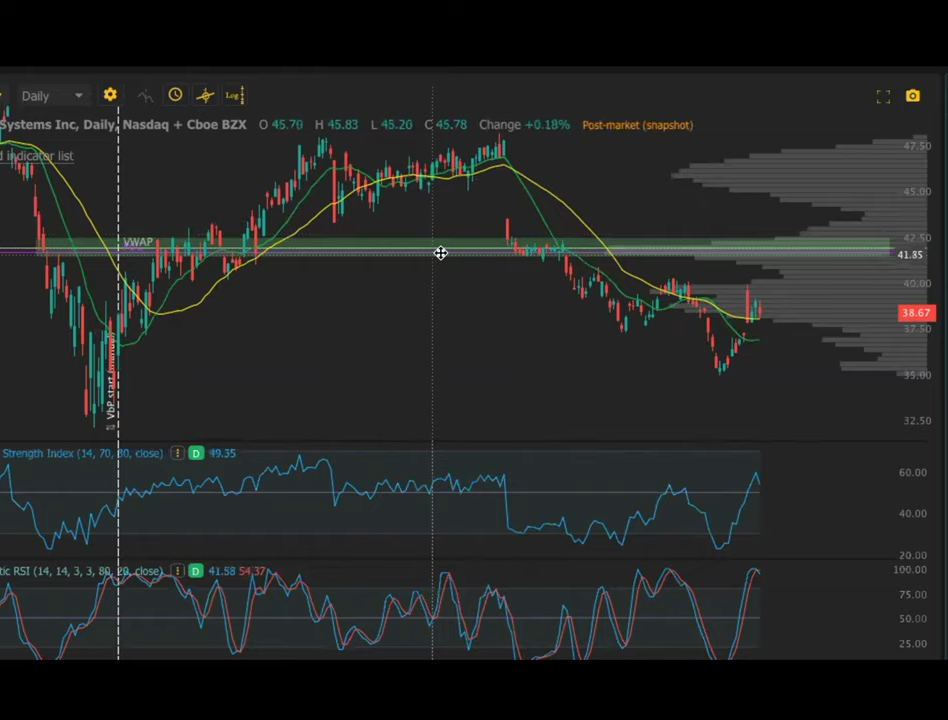 Daily
Log
Systems Inc, Daily, Nasdaq + Cboe BZX O 45.70 H 45.83 L 45.20 C 45.78 Change +0.18% Post-market (snapshot)
d indicator list
47.50
45.00
VWAP
42.50
41.85
40.00
38.67
37.50
35.00
32.50
VbP start (manual)
Strength Index (14, 70, 30, close) D 49.35
60.00
40.00
20.00
tic RSI (14, 14, 3, 3, 80, 20, close) D 41.58 54.37
100.00
75.00
50.00
25.00